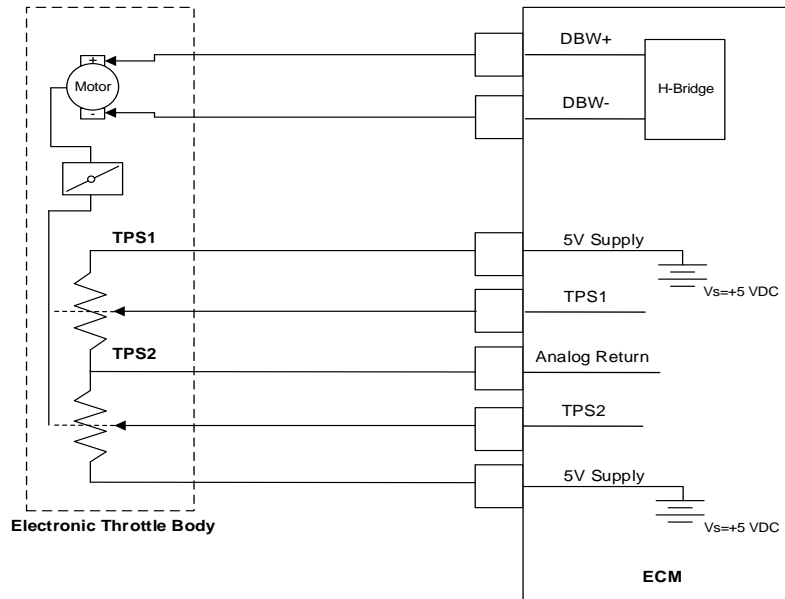 DBW+
+
Motor
H-Bridge
-
DBW-
TPS1
5V Supply
Vs=+5 VDC
TPS1
TPS2
Analog Return
TPS2
5V Supply
Electronic Throttle Body
Vs=+5 VDC
ECM